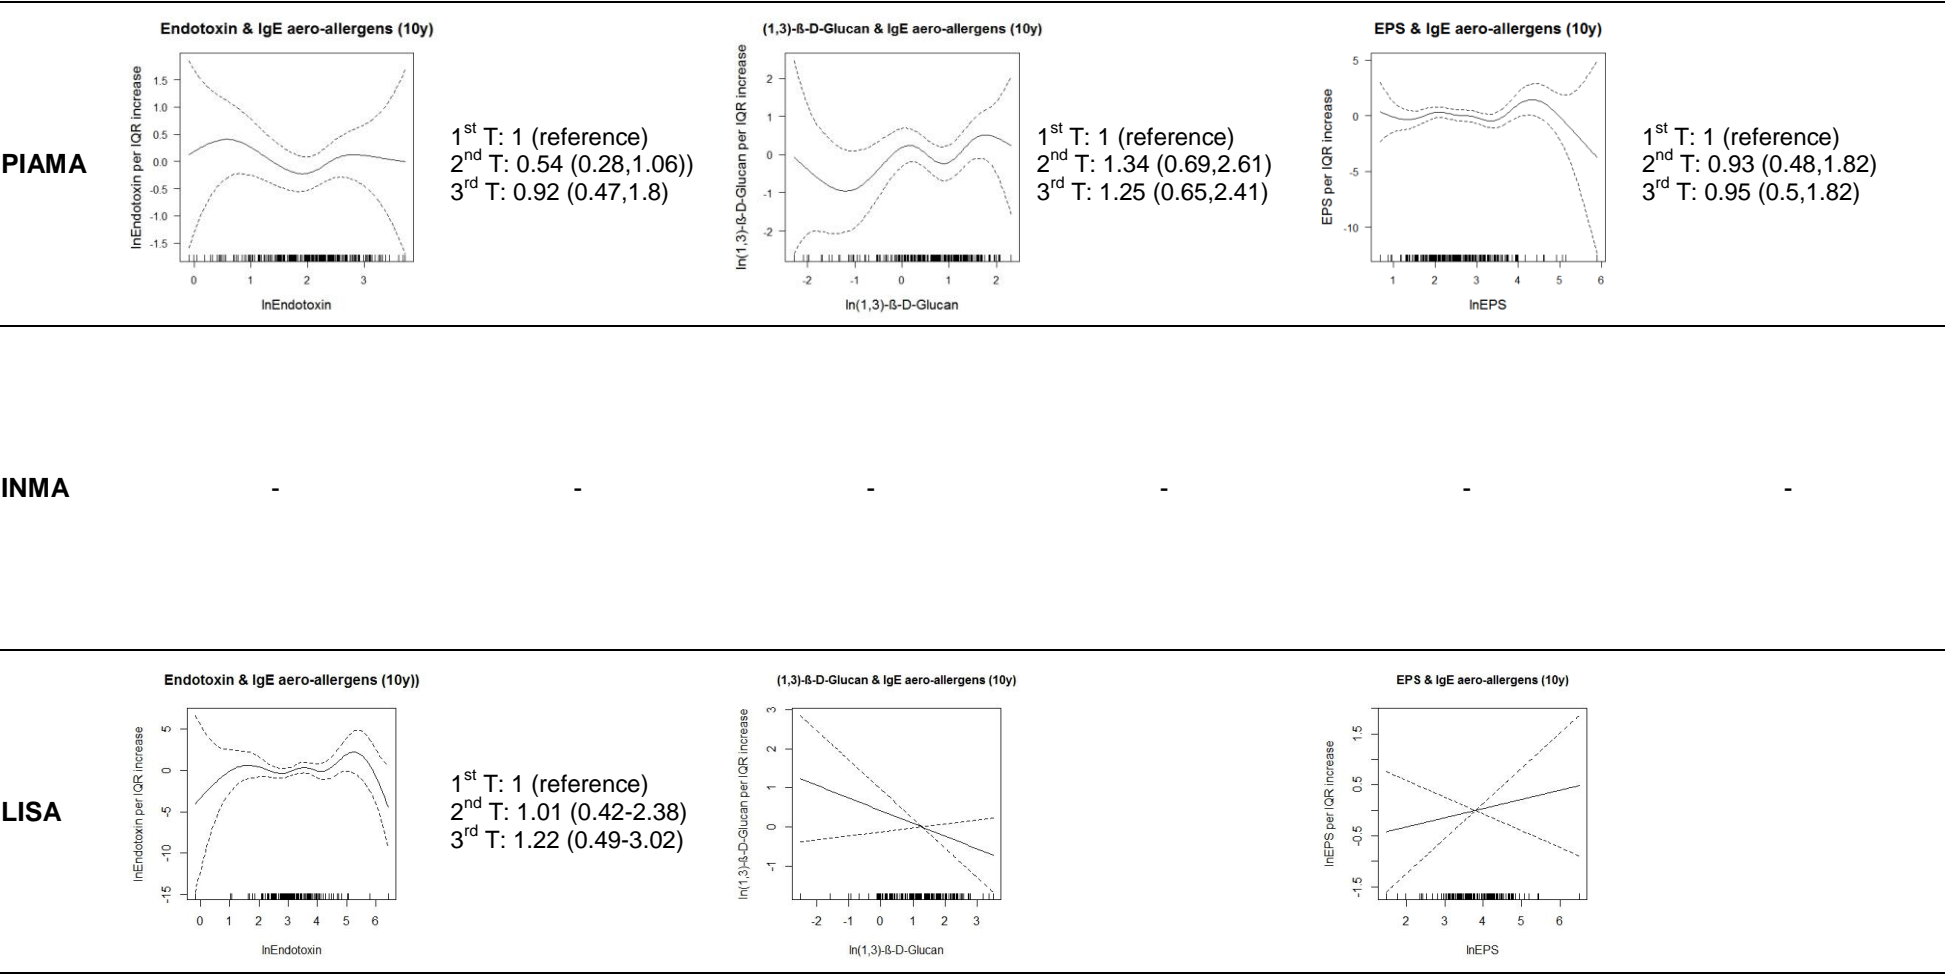 PIAMA
Endotoxin & IgE aero-allergens (10y)
lnEndotoxin per IQR increase
1.5
1.0
0.5
0.0
-0.5
-1.0
-1.5
0 1 2 3
lnEndotoxin
1st T: 1 (reference)
2nd T: 0.54 (0.28,1.06))
3rd T: 0.92 (0.47,1.8)
(1,3)-ß-D-Glucan & IgE aero-allergens (10y)
ln(1,3)-ß-D-Glucan per IQR increase
2
1
0
-1
-2
-2 -1 0 1 2
ln(1,3)-ß-D-Glucan
1st T: 1 (reference)
2nd T: 1.34 (0.69,2.61)
3rd T: 1.25 (0.65,2.41)
EPS & IgE aero-allergens (10y)
EPS per IQR increase
5
0
-5
-10
1 2 3 4 5 6
lnEPS
1st T: 1 (reference)
2nd T: 0.93 (0.48,1.82)
3rd T: 0.95 (0.5,1.82)
INMA - - - - - -
LISA
Endotoxin & IgE aero-allergens (10y))
lnEndotoxin per IQR increase
5
0
-5
-10
-15
0 1 2 3 4 5 6
lnEndotoxin
1st T: 1 (reference)
2nd T: 1.01 (0.42-2.38)
3rd T: 1.22 (0.49-3.02)
(1,3)-ß-D-Glucan & IgE aero-allergens (10y)
ln(1,3)-ß-D-Glucan per IQR increase
3
2
1
0
-1
-2 -1 0 1 2 3
ln(1,3)-ß-D-Glucan
EPS & IgE aero-allergens (10y)
lnEPS per IQR increase
1.5
0.5
-0.5
-1.5
2 3 4 5 6
lnEPS